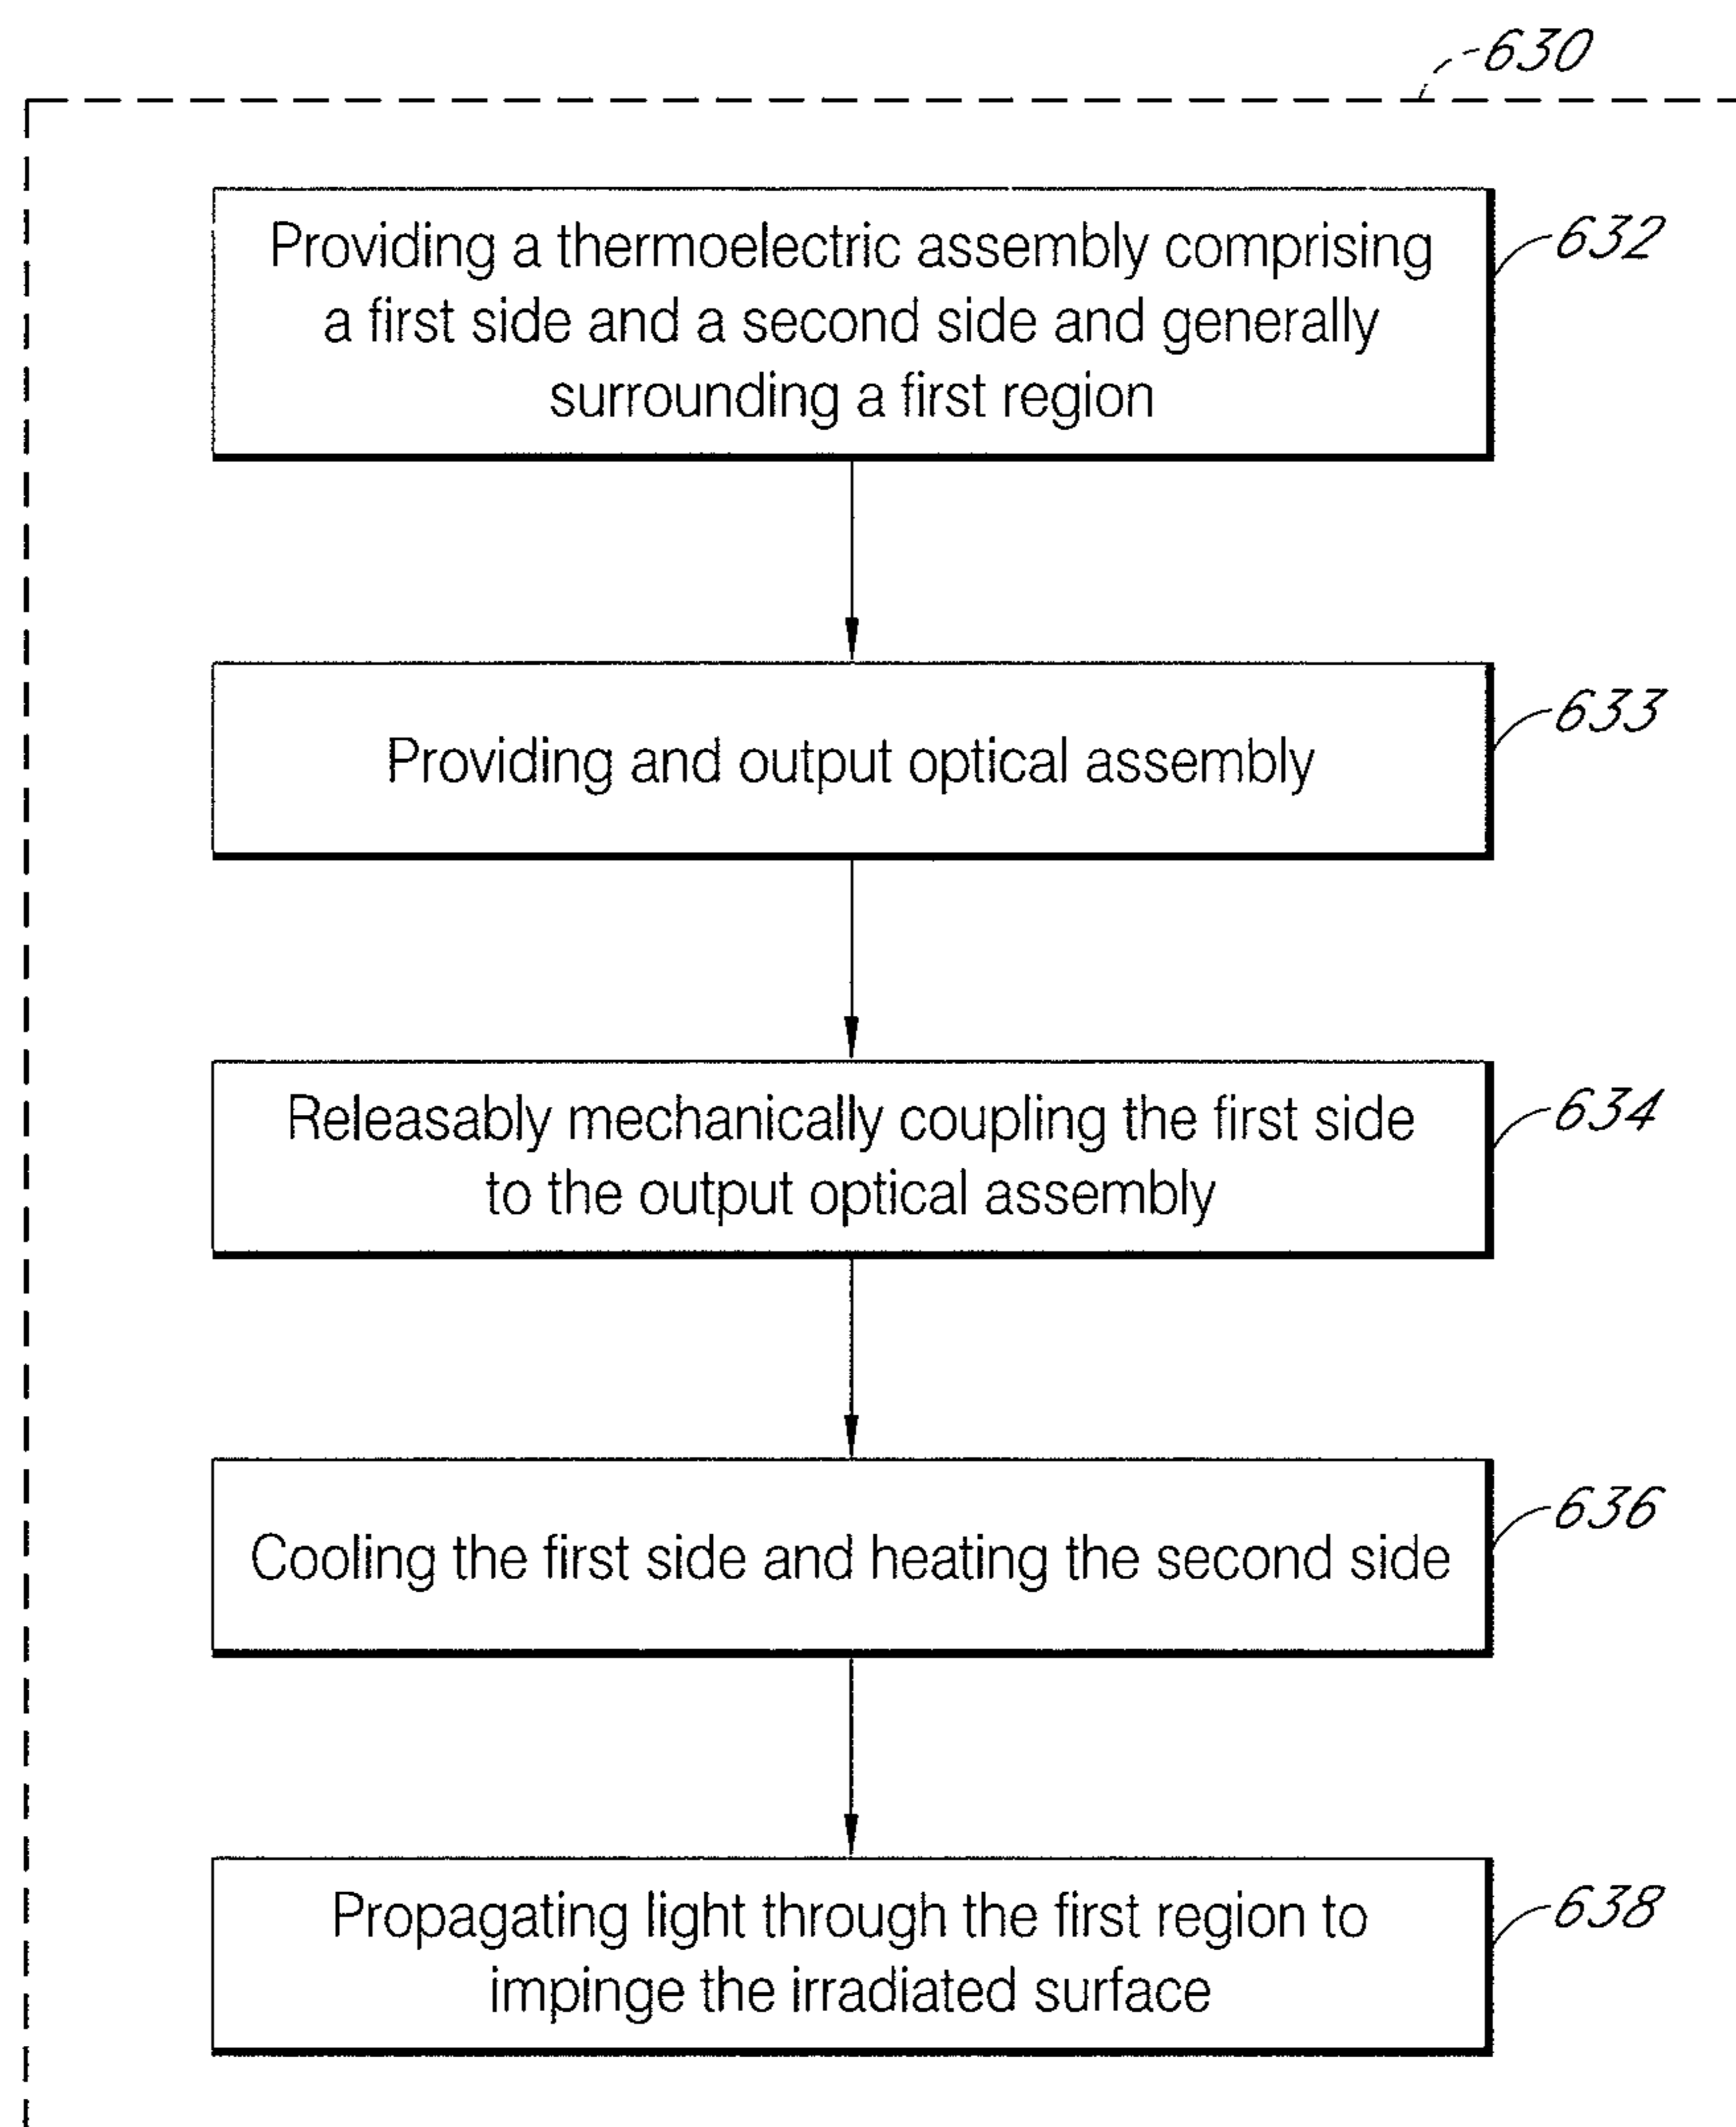 630
Providing a thermoelectric assembly comprising
a first side and a second side and generally
surrounding a first region
632
Providing and output optical assembly
633
Releasably mechanically coupling the first side
to the output optical assembly
634
Cooling the first side and heating the second side
636
Propagating light through the first region to
impinge the irradiated surface
638